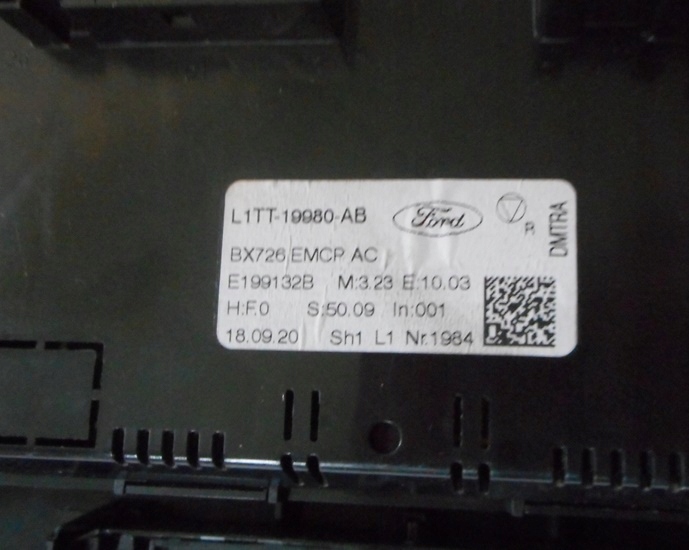 L1TT-19980-AB Ford
BX726 EMCP AC
E199132B M:3.23 E:10.03
H:F.0 S:50.09 In:001
18.09.20 Sh1 L1 Nr.1984
DMTRA